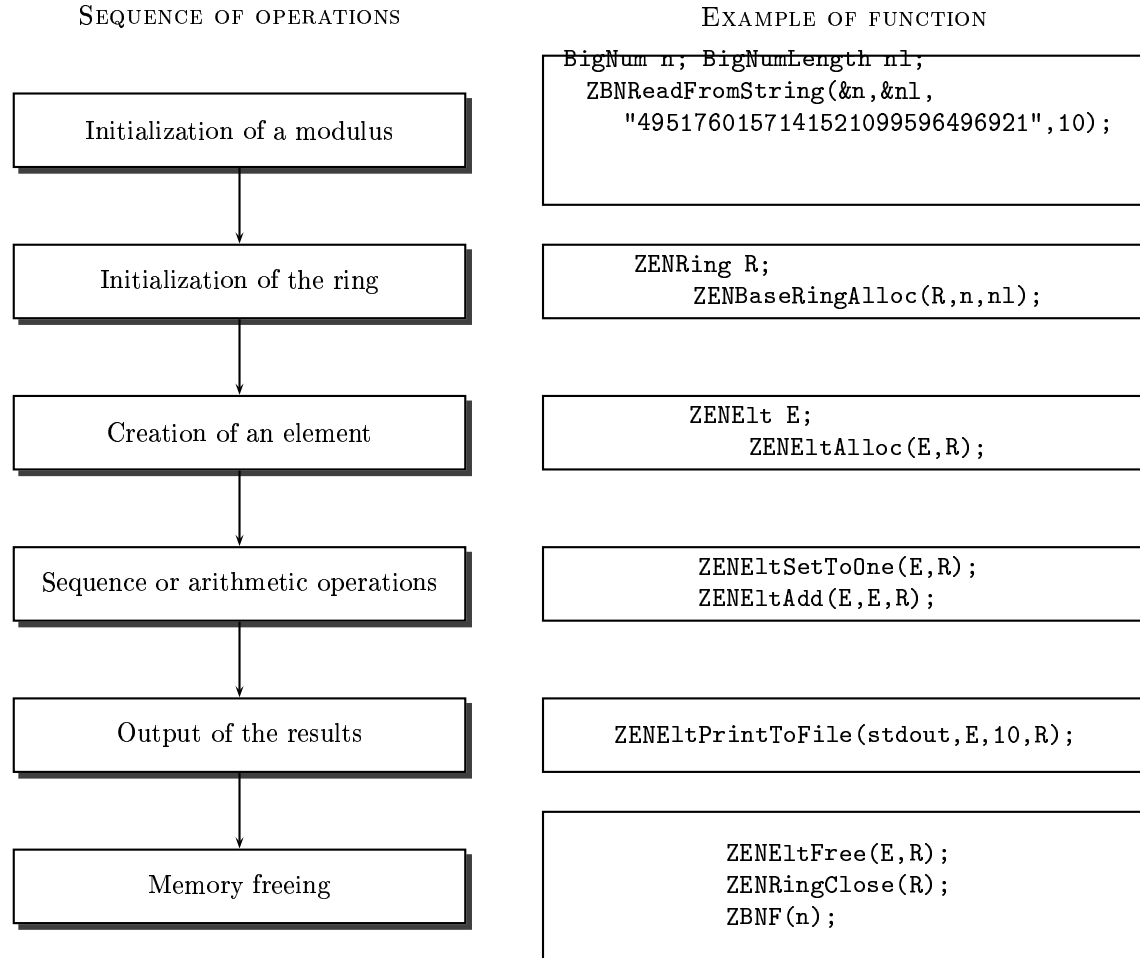 Sequence of operations
Example of function
Initialization of a modulus
BigNum n; BigNumLength nl;
ZBNReadFromString(&n,&nl,
"49517601571415211099596496921",10);
Initialization of the ring
ZENRing R;
ZENBaseRingAlloc(R,n,nl);
Creation of an element
ZENElt E;
ZENEltAlloc(E,R);
Sequence or arithmetic operations
ZENEltSetToOne(E,R);
ZENEltAdd(E,E,R);
Output of the results
ZENEltPrintToFile(stdout,E,10,R);
Memory freeing
ZENEltFree(E,R);
ZENRingClose(R);
ZBNF(n);